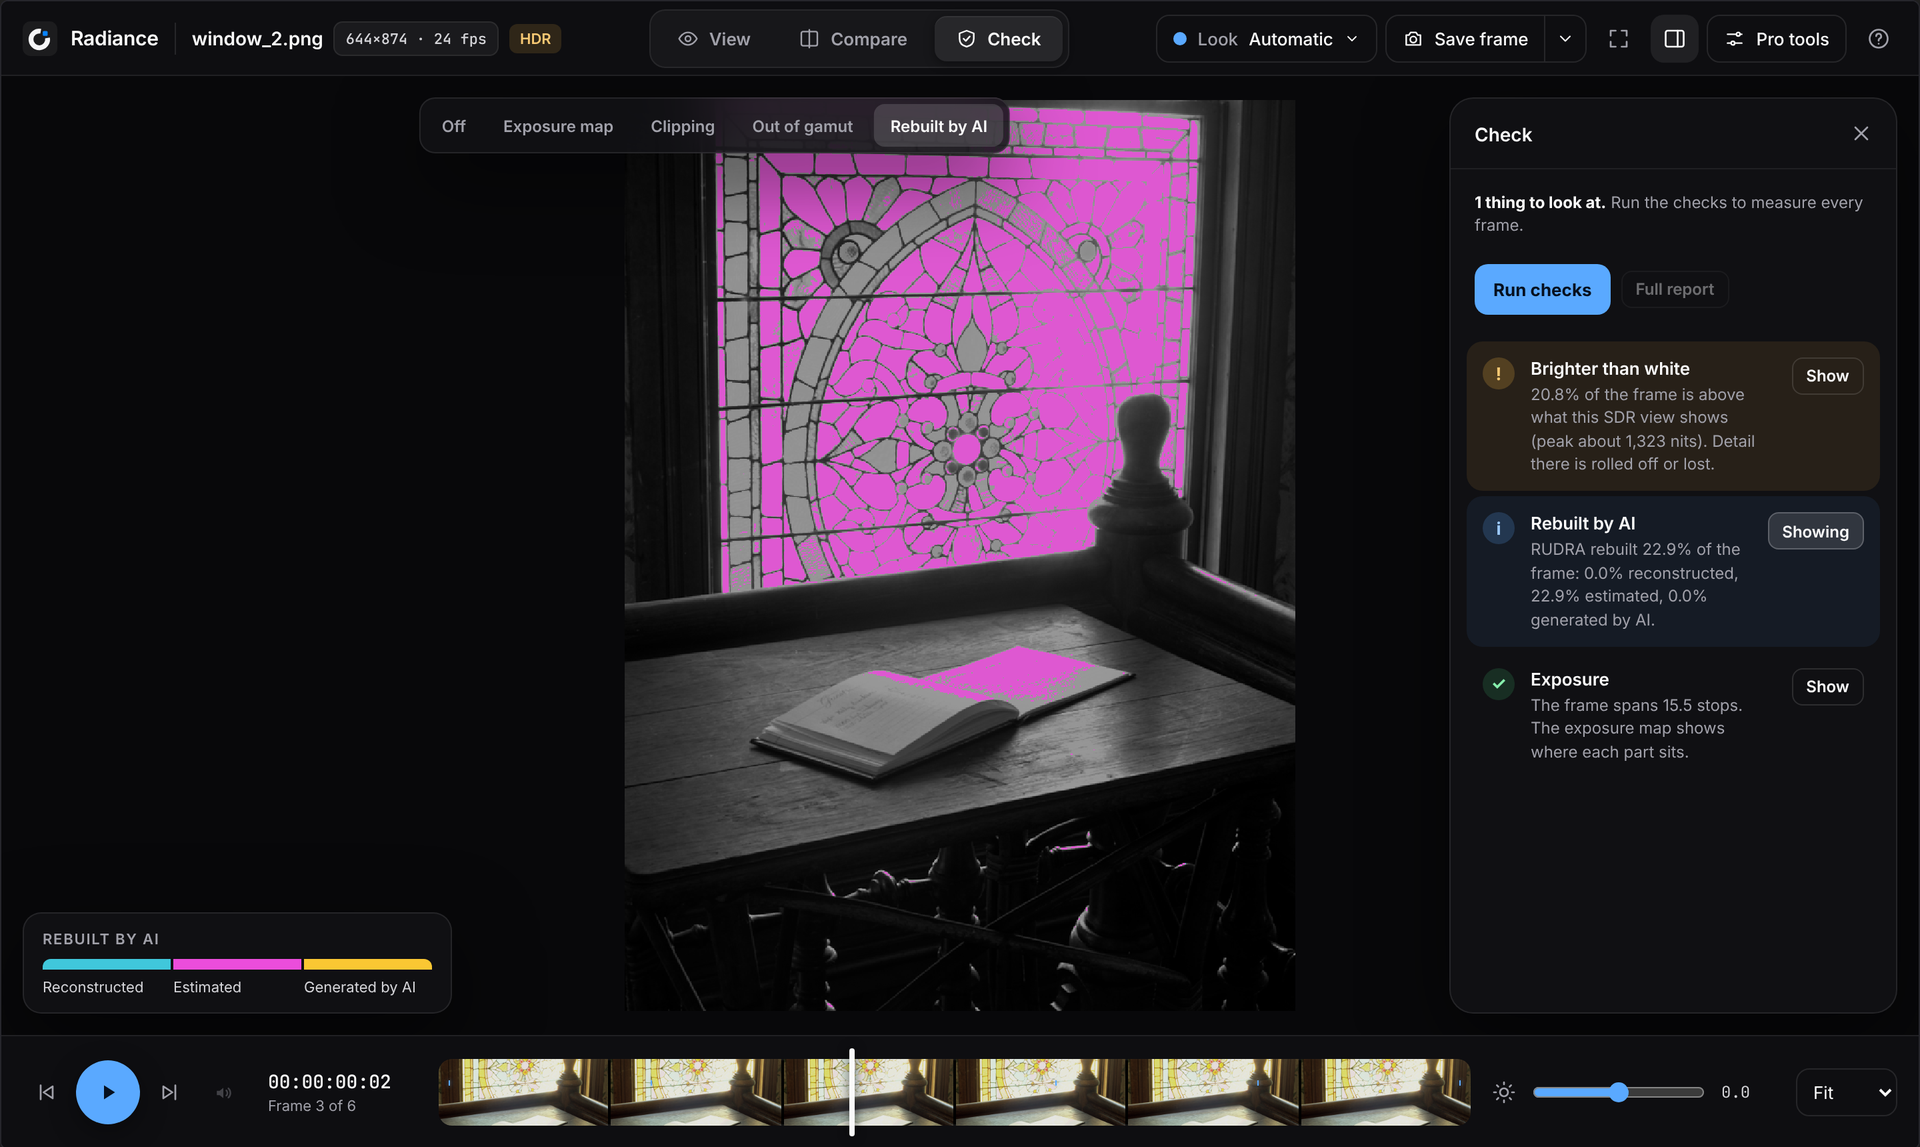 Radiance
window_2.png
644×874 · 24 fps
HDR
View
Compare
Check
Look Automatic
Save frame
Pro tools
Off
Exposure map
Clipping
Out of gamut
Rebuilt by AI
Check
1 thing to look at. Run the checks to measure every
frame.
Run checks
Full report
Brighter than white
20.8% of the frame is above
what this SDR view shows
(peak about 1,323 nits). Detail
there is rolled off or lost.
Show
Rebuilt by AI
RUDRA rebuilt 22.9% of the
frame: 0.0% reconstructed,
22.9% estimated, 0.0%
generated by AI.
Showing
Exposure
The frame spans 15.5 stops.
The exposure map shows
where each part sits.
Show
REBUILT BY AI
Reconstructed
Estimated
Generated by AI
00:00:00:02
Frame 3 of 6
0.0
Fit